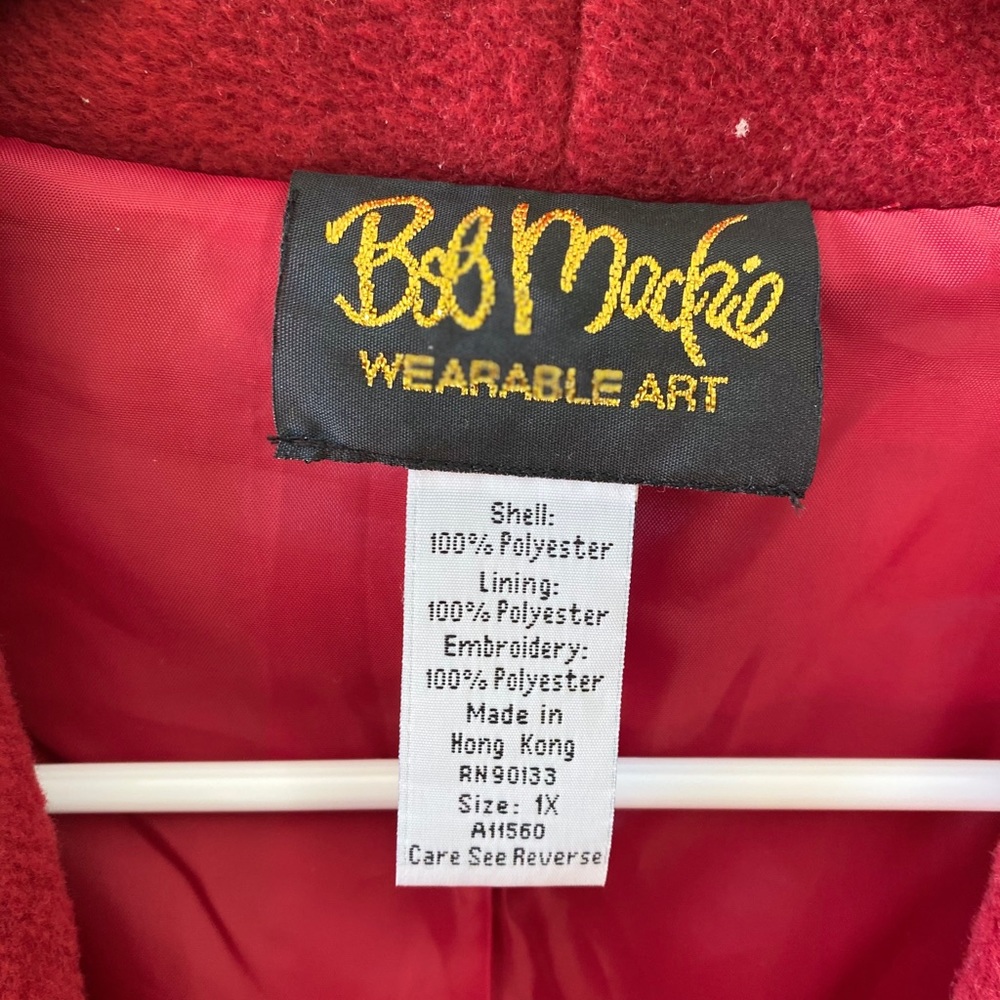 Bob Mackie
WEARABLE ART
Shell:
100% Polyester
Lining:
100% Polyester
Embroidery:
100% Polyester
Made in
Hong Kong
RN90133
Size: 1X
A11560
Care See Reverse